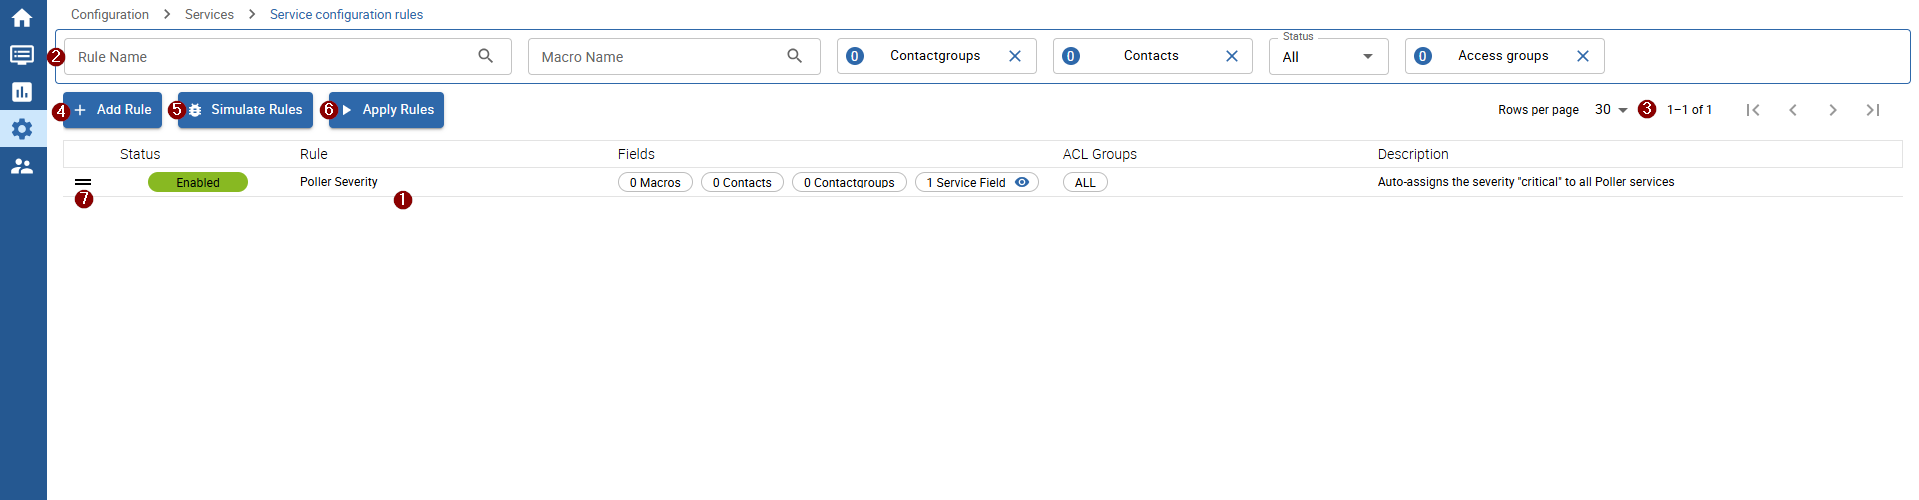 Configuration > Services > Service configuration rules
Status
2 Rule Name Macro Name 0 Contactgroups 0 Contacts All 0 Access groups
4 Add Rule 5 Simulate Rules 6 Apply Rules Rows per page 30 3 1–1 of 1
Status Rule Fields ACL Groups Description
Enabled Poller Severity 0 Macros 0 Contacts 0 Contactgroups 1 Service Field ALL Auto-assigns the severity "critical" to all Poller services
7 1